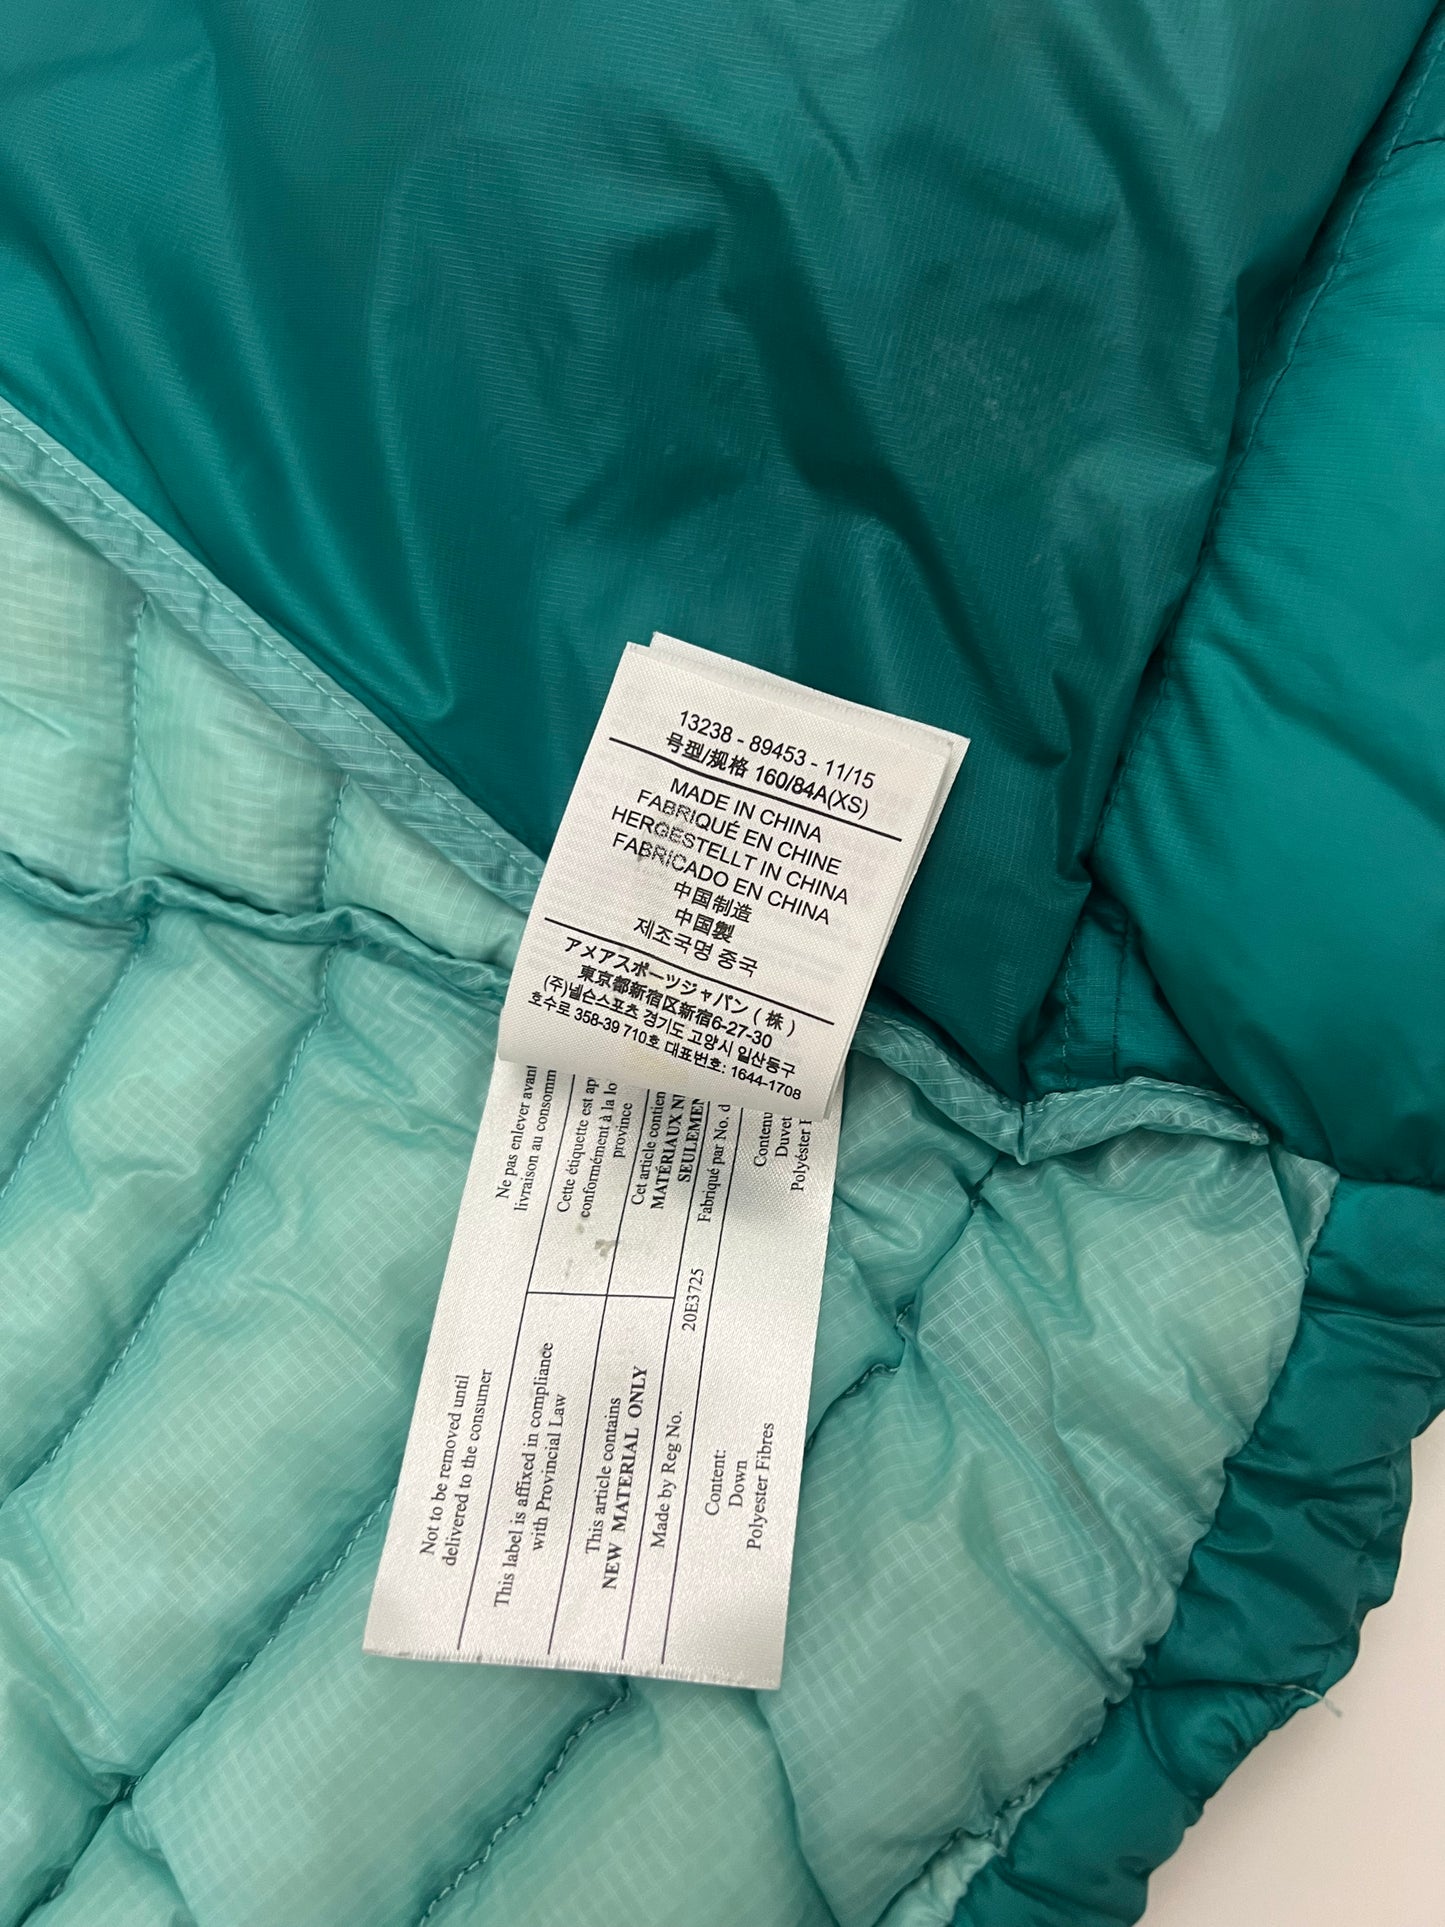 13238 - 89453 - 11/15
号型/规格 160/84A(XS)
MADE IN CHINA
FABRIQUÉ EN CHINE
HERGESTELLT IN CHINA
FABRICADO EN CHINA
中国制造
中国製
제조국명 중국
アメアスポーツジャパン ( 株 )
東京都新宿区新宿6-27-30
(주)넬슨스포츠 경기도 고양시 일산동구
호수로 358-39 710호 대표번호: 1644-1708
Ne pas enlever avant
livraison au consomm
Cette étiquette est ap
conformément à la lo
province
Cet article contien
MATÉRIAUX N
SEULEMEN
Fabriqué par No. d
Contenu
Duvet
Polyéster
20E3725
Not to be removed until
delivered to the consumer
This label is affixed in compliance
with Provincial Law
This article contains
NEW MATERIAL ONLY
Made by Reg No.
Content:
Down
Polyester Fibres